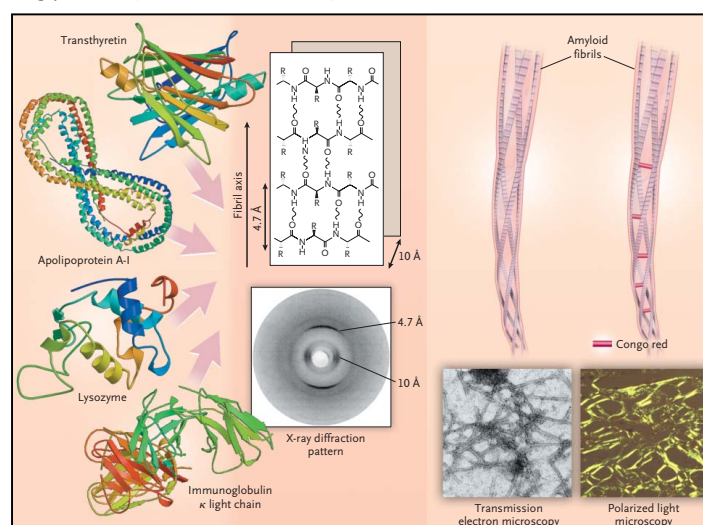 Transthyretin
Apolipoprotein A-I
Lysozyme
Immunoglobulin
κ light chain
Fibril axis
4.7 Å
R
O
R
O
R
N
H
N
H
N
H
O
R
O
O
R
O
H
R
H
N
N
R
O
R
O
R
N
H
N
H
N
H
O
R
O
O
R
O
H
R
H
N
N
R
O
R
O
10 Å
4.7 Å
10 Å
X-ray diffraction
pattern
Amyloid
fibrils
Congo red
Transmission
electron microscopy
Polarized light
microscopy